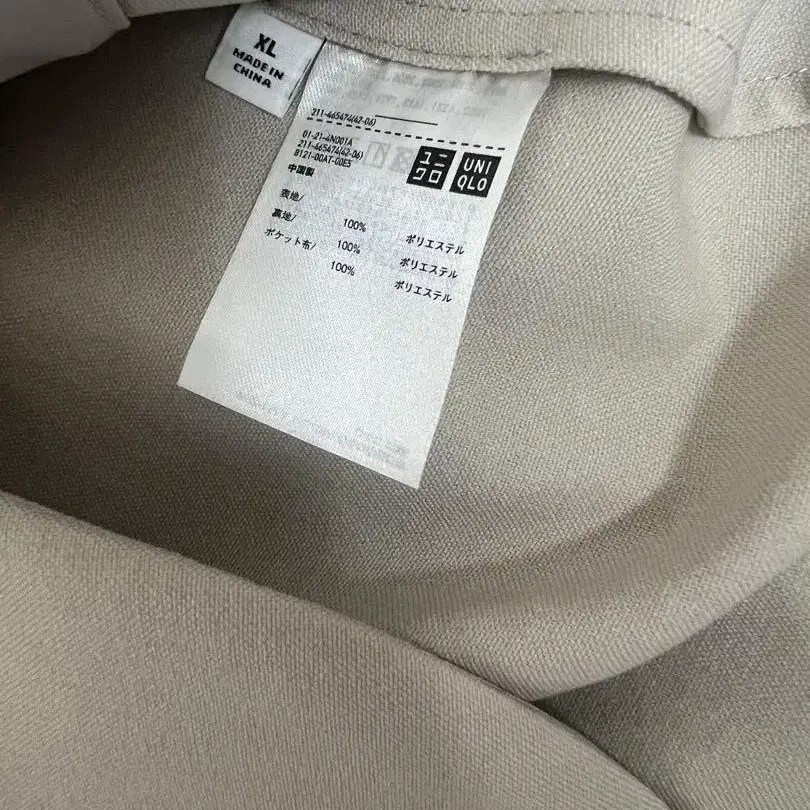 XL
MADE IN
CHINA
211-465474(42-06)
01-21-4N001A
211-465474(42-06)
8121-00AT-00ES
中国製
ユニ
クロ
UNI
QLO
表地/
100% ポリエステル
裏地/
100% ポリエステル
ポケット布/
100% ポリエステル